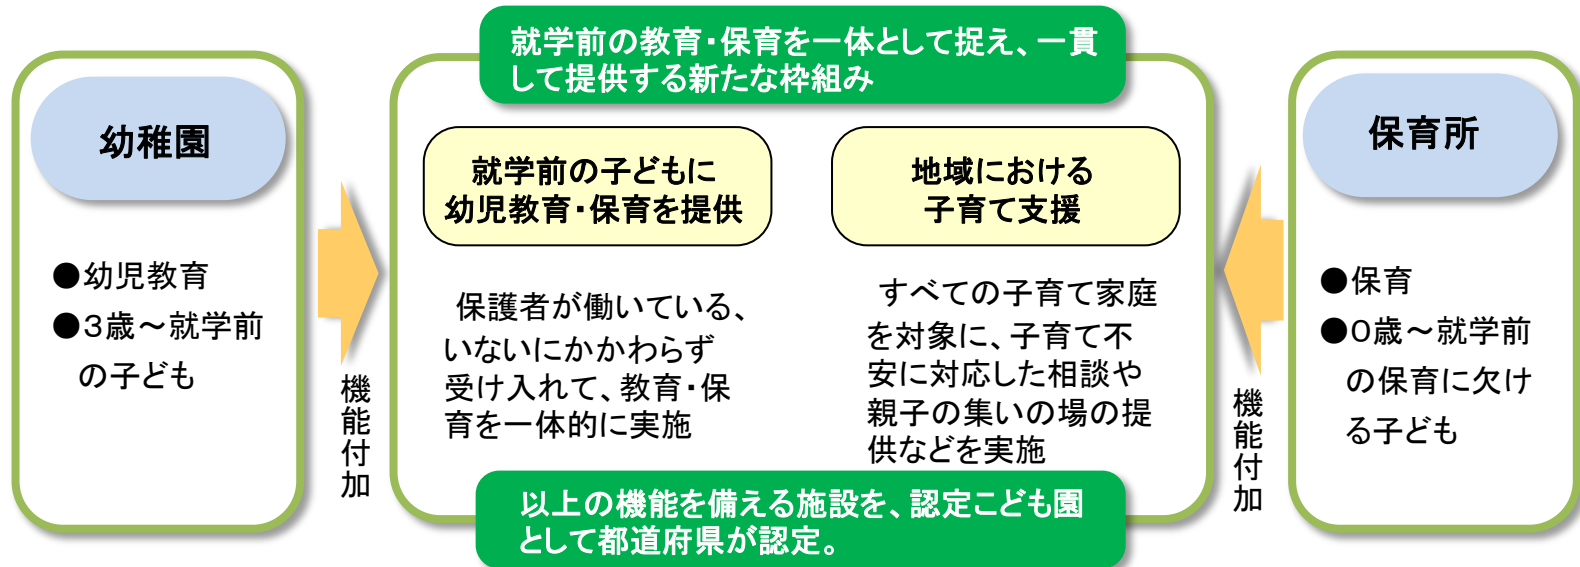 就学前の教育・保育を一体として捉え、一貫
して提供する新たな枠組み
幼稚園
●幼児教育
●３歳～就学前
の子ども
機能付加
就学前の子どもに
幼児教育・保育を提供
保護者が働いている、
いないにかかわらず
受け入れて、教育・保
育を一体的に実施
地域における
子育て支援
すべての子育て家庭
を対象に、子育て不
安に対応した相談や
親子の集いの場の提
供などを実施
機能付加
保育所
●保育
●０歳～就学前
の保育に欠け
る子ども
以上の機能を備える施設を、認定こども園
として都道府県が認定。